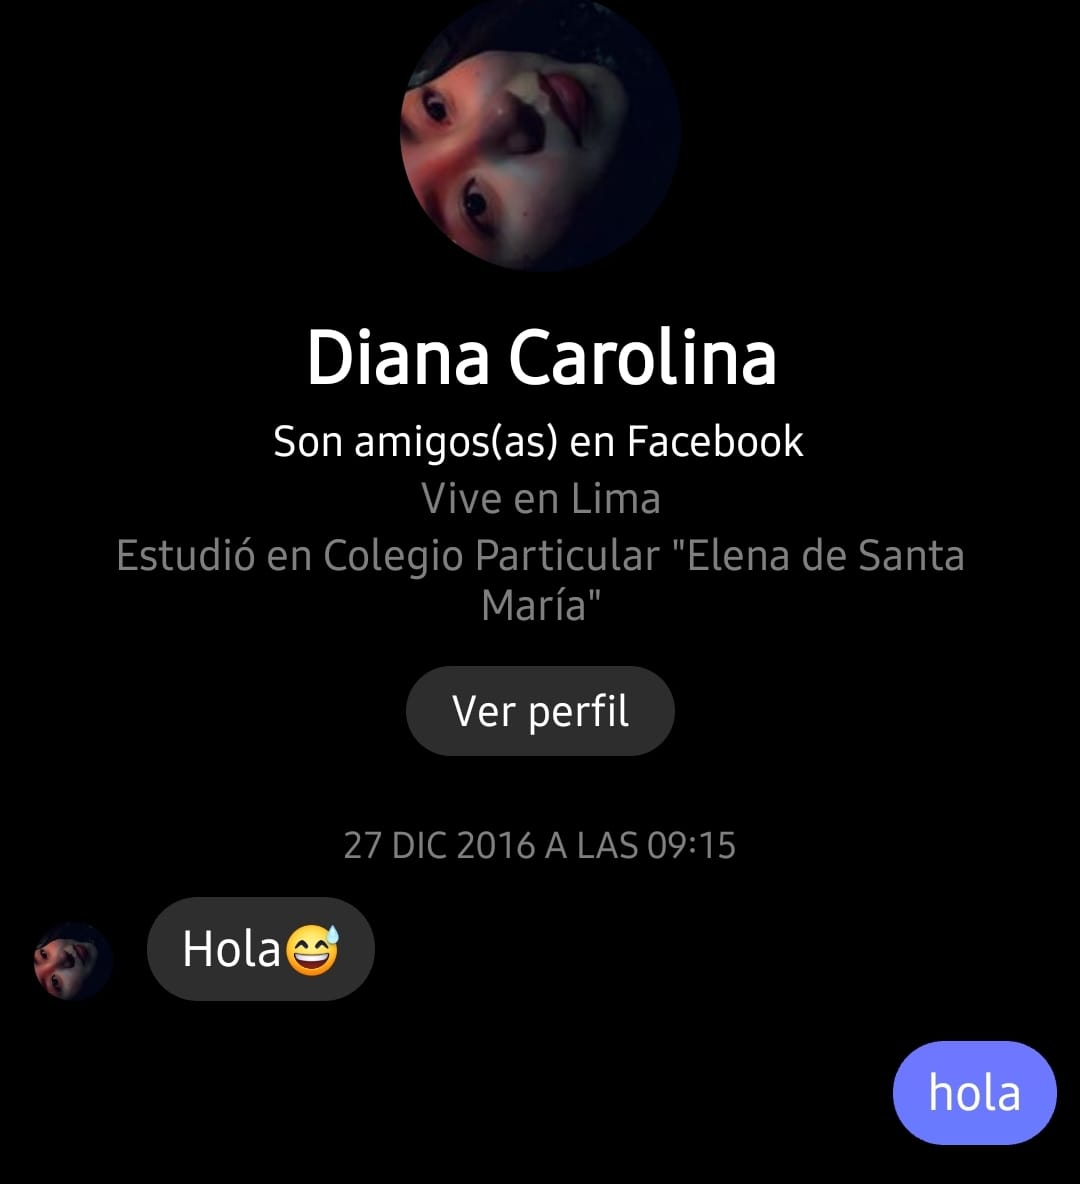 Diana Carolina
Son amigos(as) en Facebook
Vive en Lima
Estudió en Colegio Particular "Elena de Santa
María"
Ver perfil
27 DIC 2016 A LAS 09:15
Hola😅
hola